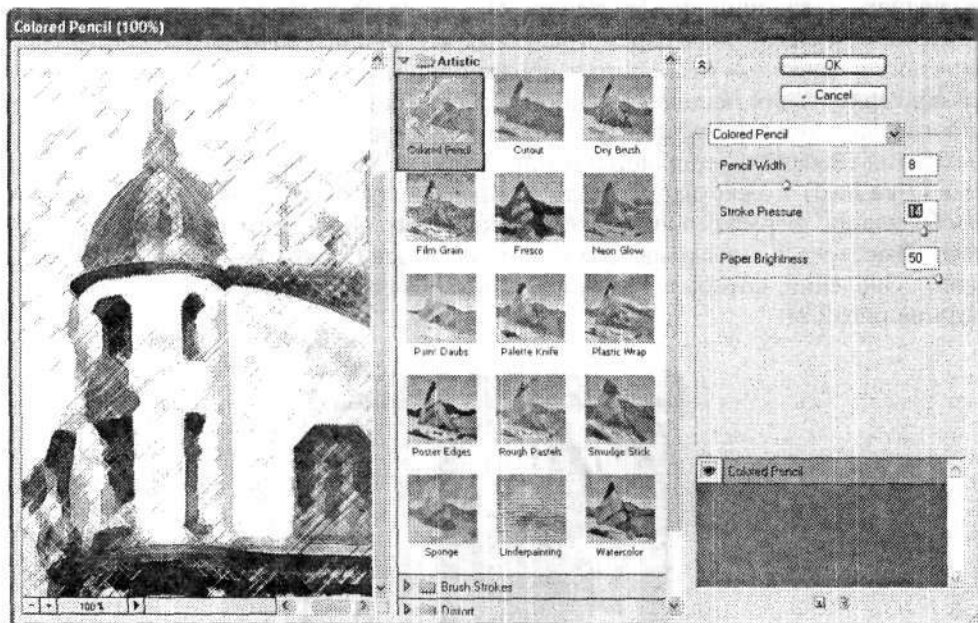 Colored Pencil (100%)
Artistic
Colored Pencil Cutout Dry Brush
Film Grain Fresco Neon Glow
Paint Daubs Palette Knife Plastic Wrap
Poster Edges Rough Pastels Smudge Stick
Sponge Underpainting Watercolor
Brush Strokes
Distort
- + 100%
OK
Cancel
Colored Pencil
Pencil Width 8
Stroke Pressure 14
Paper Brightness 50
Colored Pencil